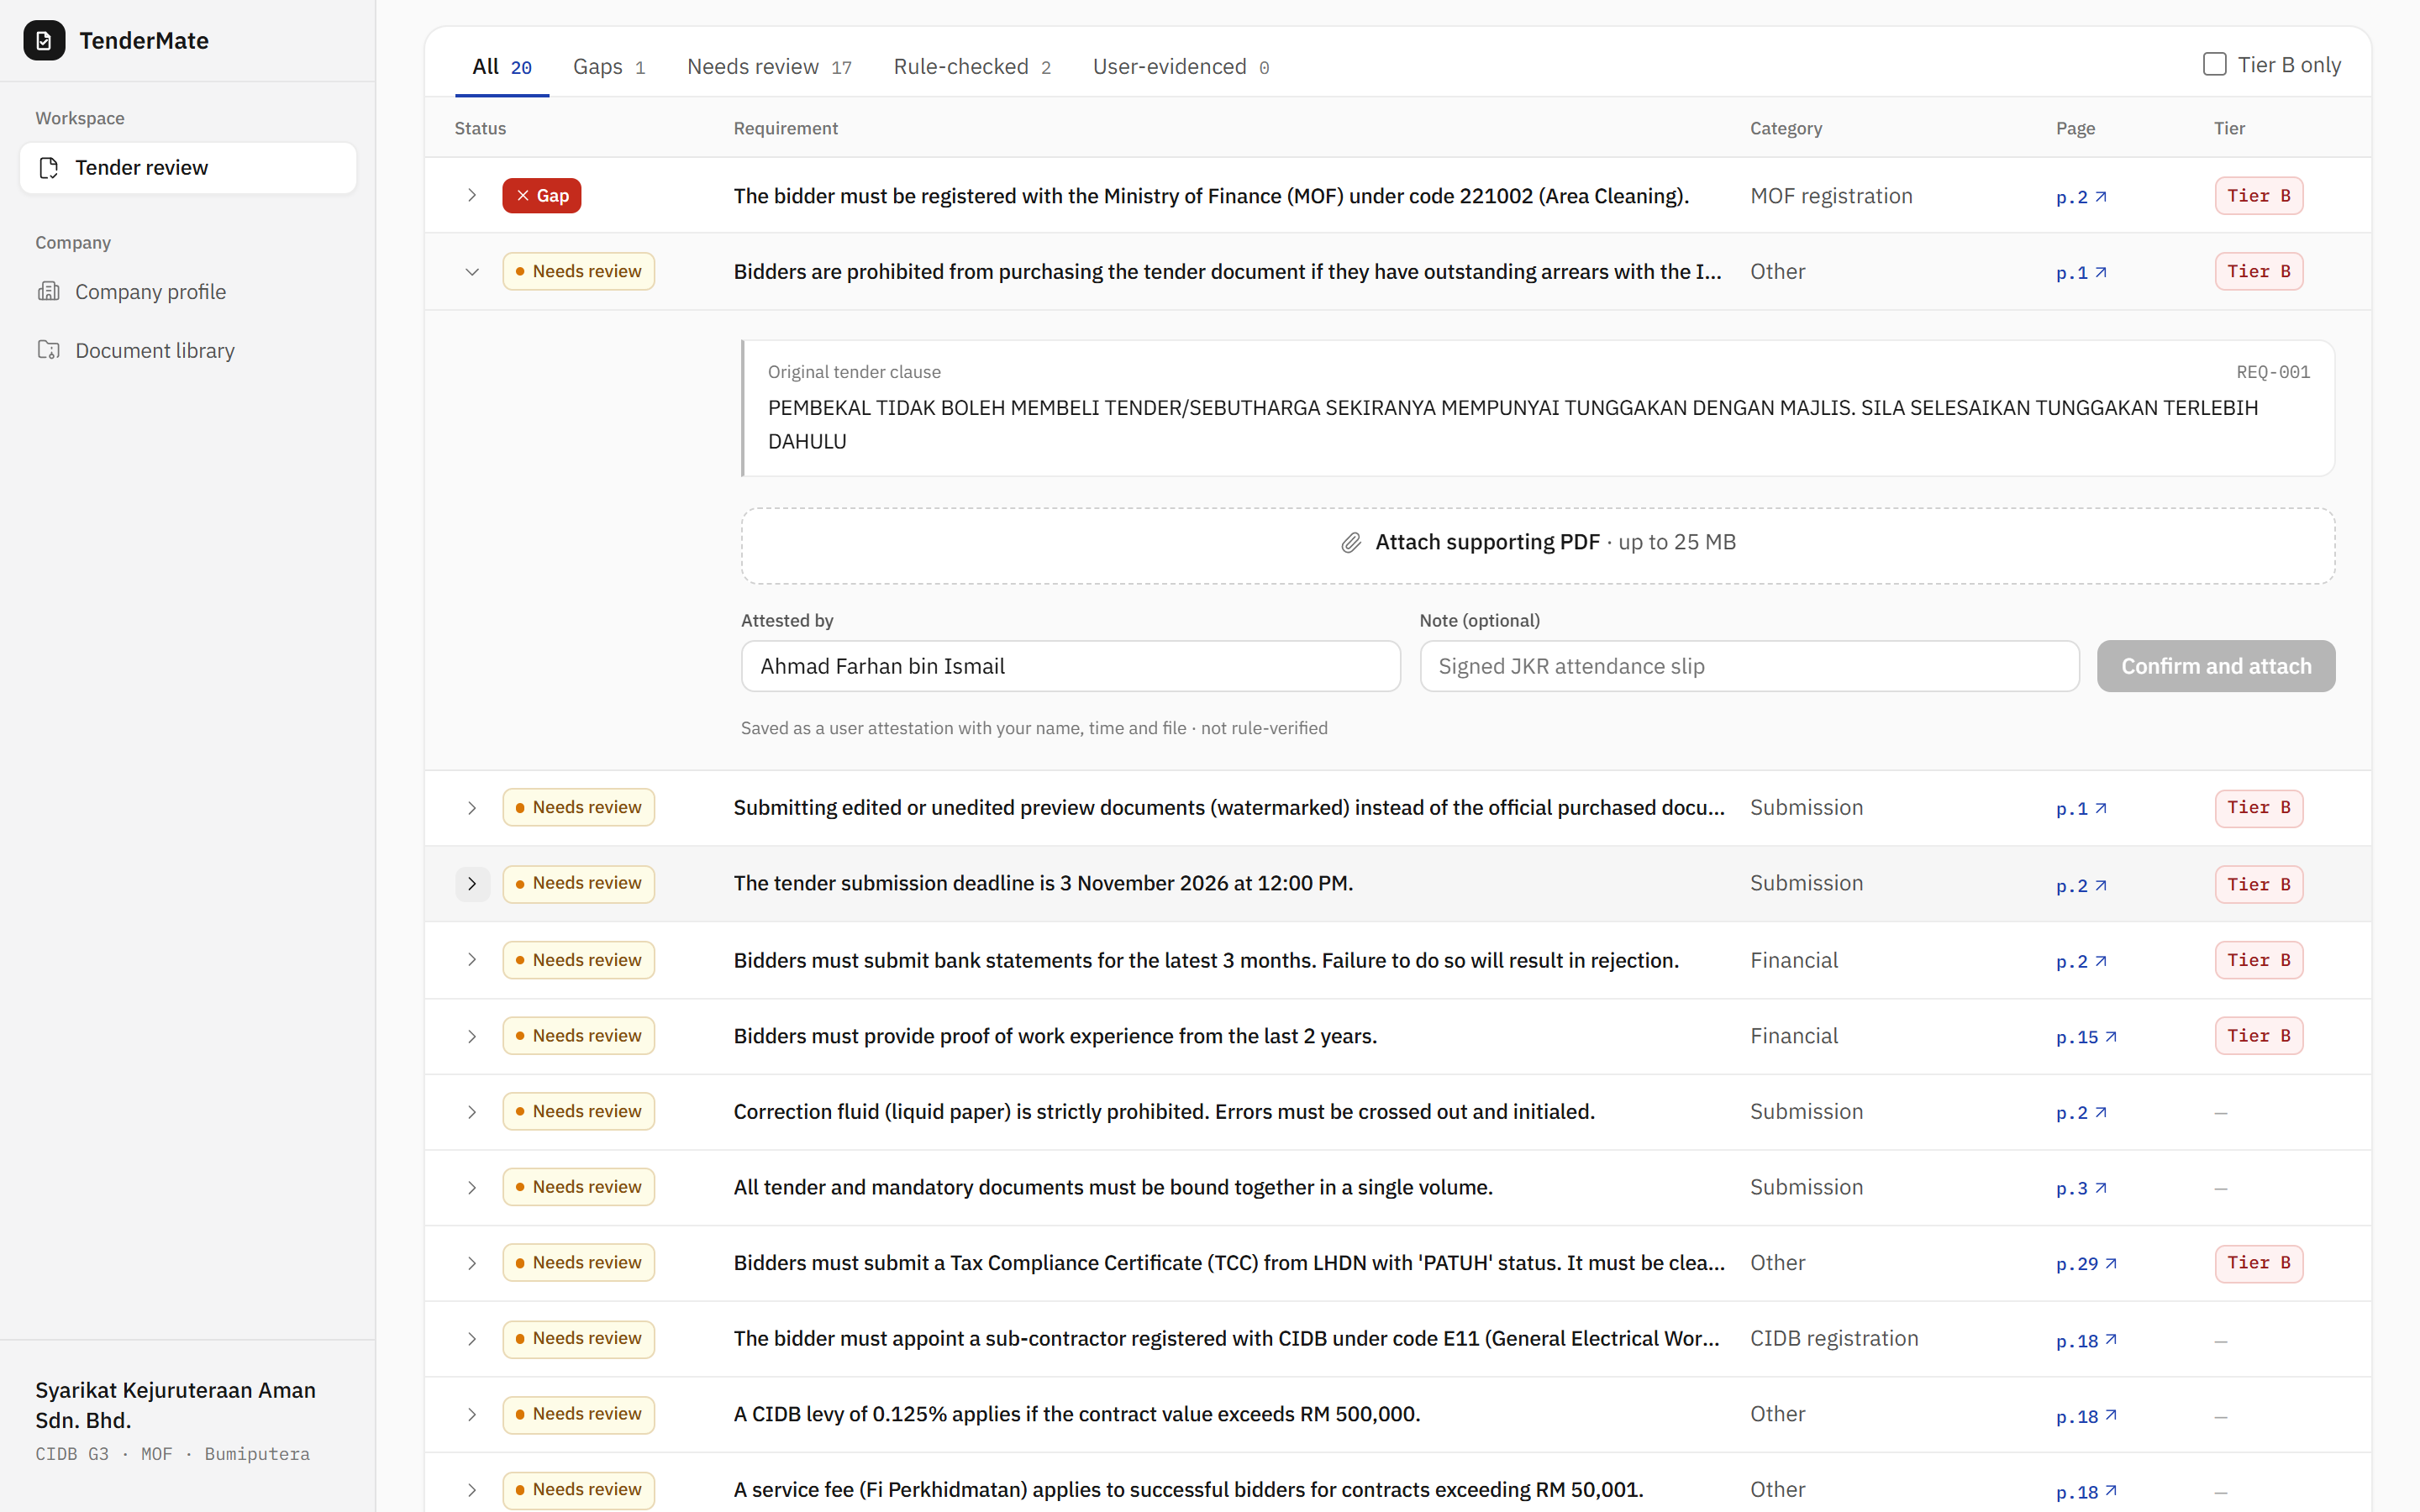 TenderMate
Workspace
Tender review
Company
Company profile
Document library
Syarikat Kejuruteraan Aman
Sdn. Bhd.
CIDB G3 · MOF · Bumiputera
All 20 Gaps 1 Needs review 17 Rule-checked 2 User-evidenced 0 Tier B only
Status Requirement Category Page Tier
Gap The bidder must be registered with the Ministry of Finance (MOF) under code 221002 (Area Cleaning). MOF registration p.2 Tier B
Needs review Bidders are prohibited from purchasing the tender document if they have outstanding arrears with the I... Other p.1 Tier B
Original tender clause REQ-001
PEMBEKAL TIDAK BOLEH MEMBELI TENDER/SEBUTHARGA SEKIRANYA MEMPUNYAI TUNGGAKAN DENGAN MAJLIS. SILA SELESAIKAN TUNGGAKAN TERLEBIH
DAHULU
Attach supporting PDF · up to 25 MB
Attested by Note (optional)
Ahmad Farhan bin Ismail Signed JKR attendance slip Confirm and attach
Saved as a user attestation with your name, time and file · not rule-verified
Needs review Submitting edited or unedited preview documents (watermarked) instead of the official purchased docu... Submission p.1 Tier B
Needs review The tender submission deadline is 3 November 2026 at 12:00 PM. Submission p.2 Tier B
Needs review Bidders must submit bank statements for the latest 3 months. Failure to do so will result in rejection. Financial p.2 Tier B
Needs review Bidders must provide proof of work experience from the last 2 years. Financial p.15 Tier B
Needs review Correction fluid (liquid paper) is strictly prohibited. Errors must be crossed out and initialed. Submission p.2 —
Needs review All tender and mandatory documents must be bound together in a single volume. Submission p.3 —
Needs review Bidders must submit a Tax Compliance Certificate (TCC) from LHDN with 'PATUH' status. It must be clea... Other p.29 Tier B
Needs review The bidder must appoint a sub-contractor registered with CIDB under code E11 (General Electrical Wor... CIDB registration p.18 —
Needs review A CIDB levy of 0.125% applies if the contract value exceeds RM 500,000. Other p.18 —
Needs review A service fee (Fi Perkhidmatan) applies to successful bidders for contracts exceeding RM 50,001. Other p.18 —